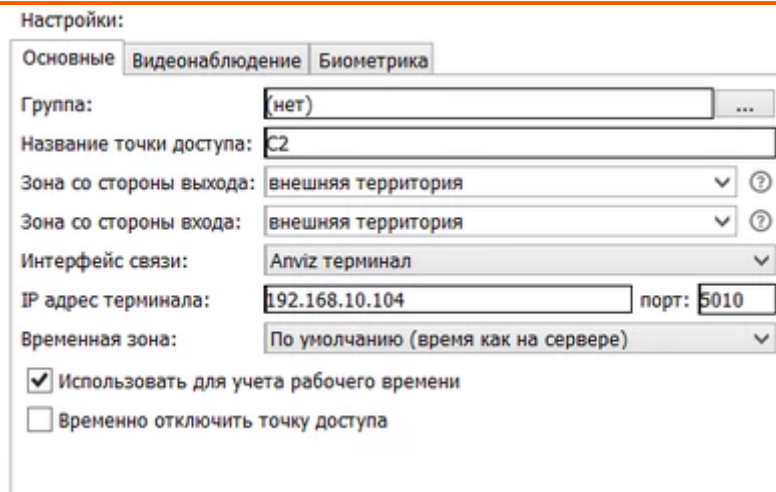 Настройки:
Основные Видеонаблюдение Биометрика
Группа: (нет) ...
Название точки доступа: C2
Зона со стороны выхода: внешняя территория ?
Зона со стороны входа: внешняя территория ?
Интерфейс связи: Anviz терминал
IP адрес терминала: 192.168.10.104 порт: 5010
Временная зона: По умолчанию (время как на сервере)
Использовать для учета рабочего времени
Временно отключить точку доступа